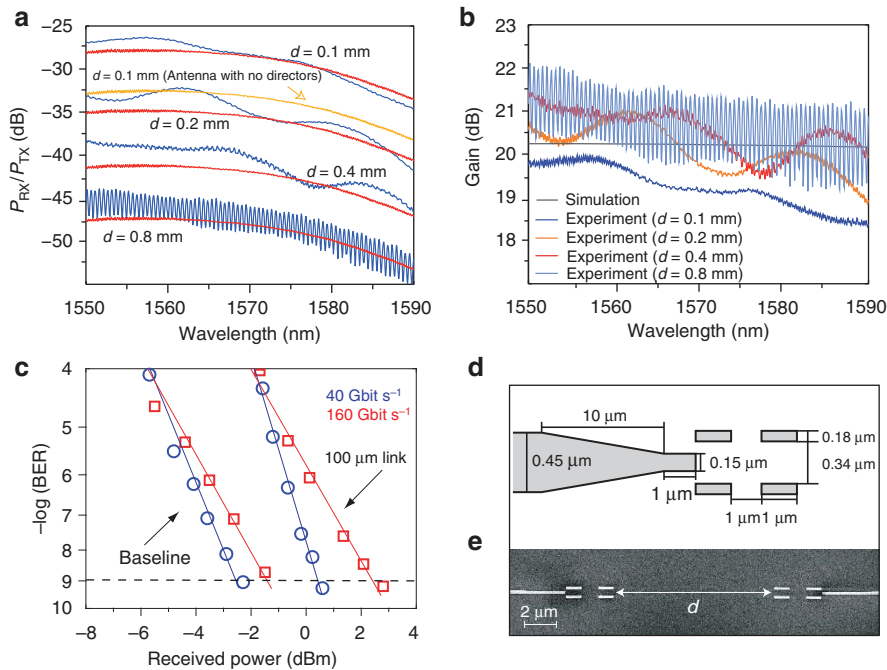 a
−25
−30
−35
−39
−45
−50
P_RX/P_TX (dB)
d = 0.1 mm
d = 0.1 mm (Antenna with no directors)
d = 0.2 mm
d = 0.4 mm
d = 0.8 mm
1550 1560 1570 1580 1590
Wavelength (nm)
b
23
22
21
20
19
18
Gain (dB)
Simulation
Experiment (d = 0.1 mm)
Experiment (d = 0.2 mm)
Experiment (d = 0.4 mm)
Experiment (d = 0.8 mm)
1550 1560 1570 1580 1590
Wavelength (nm)
c
4
5
6
7
8
9
10
−log (BER)
40 Gbit s⁻¹
160 Gbit s⁻¹
100 μm link
Baseline
−8 −6 −4 −2 0 2 4
Received power (dBm)
d
10 μm
0.45 μm
0.15 μm
0.18 μm
0.34 μm
1 μm
1 μm 1 μm
e
d
2 μm